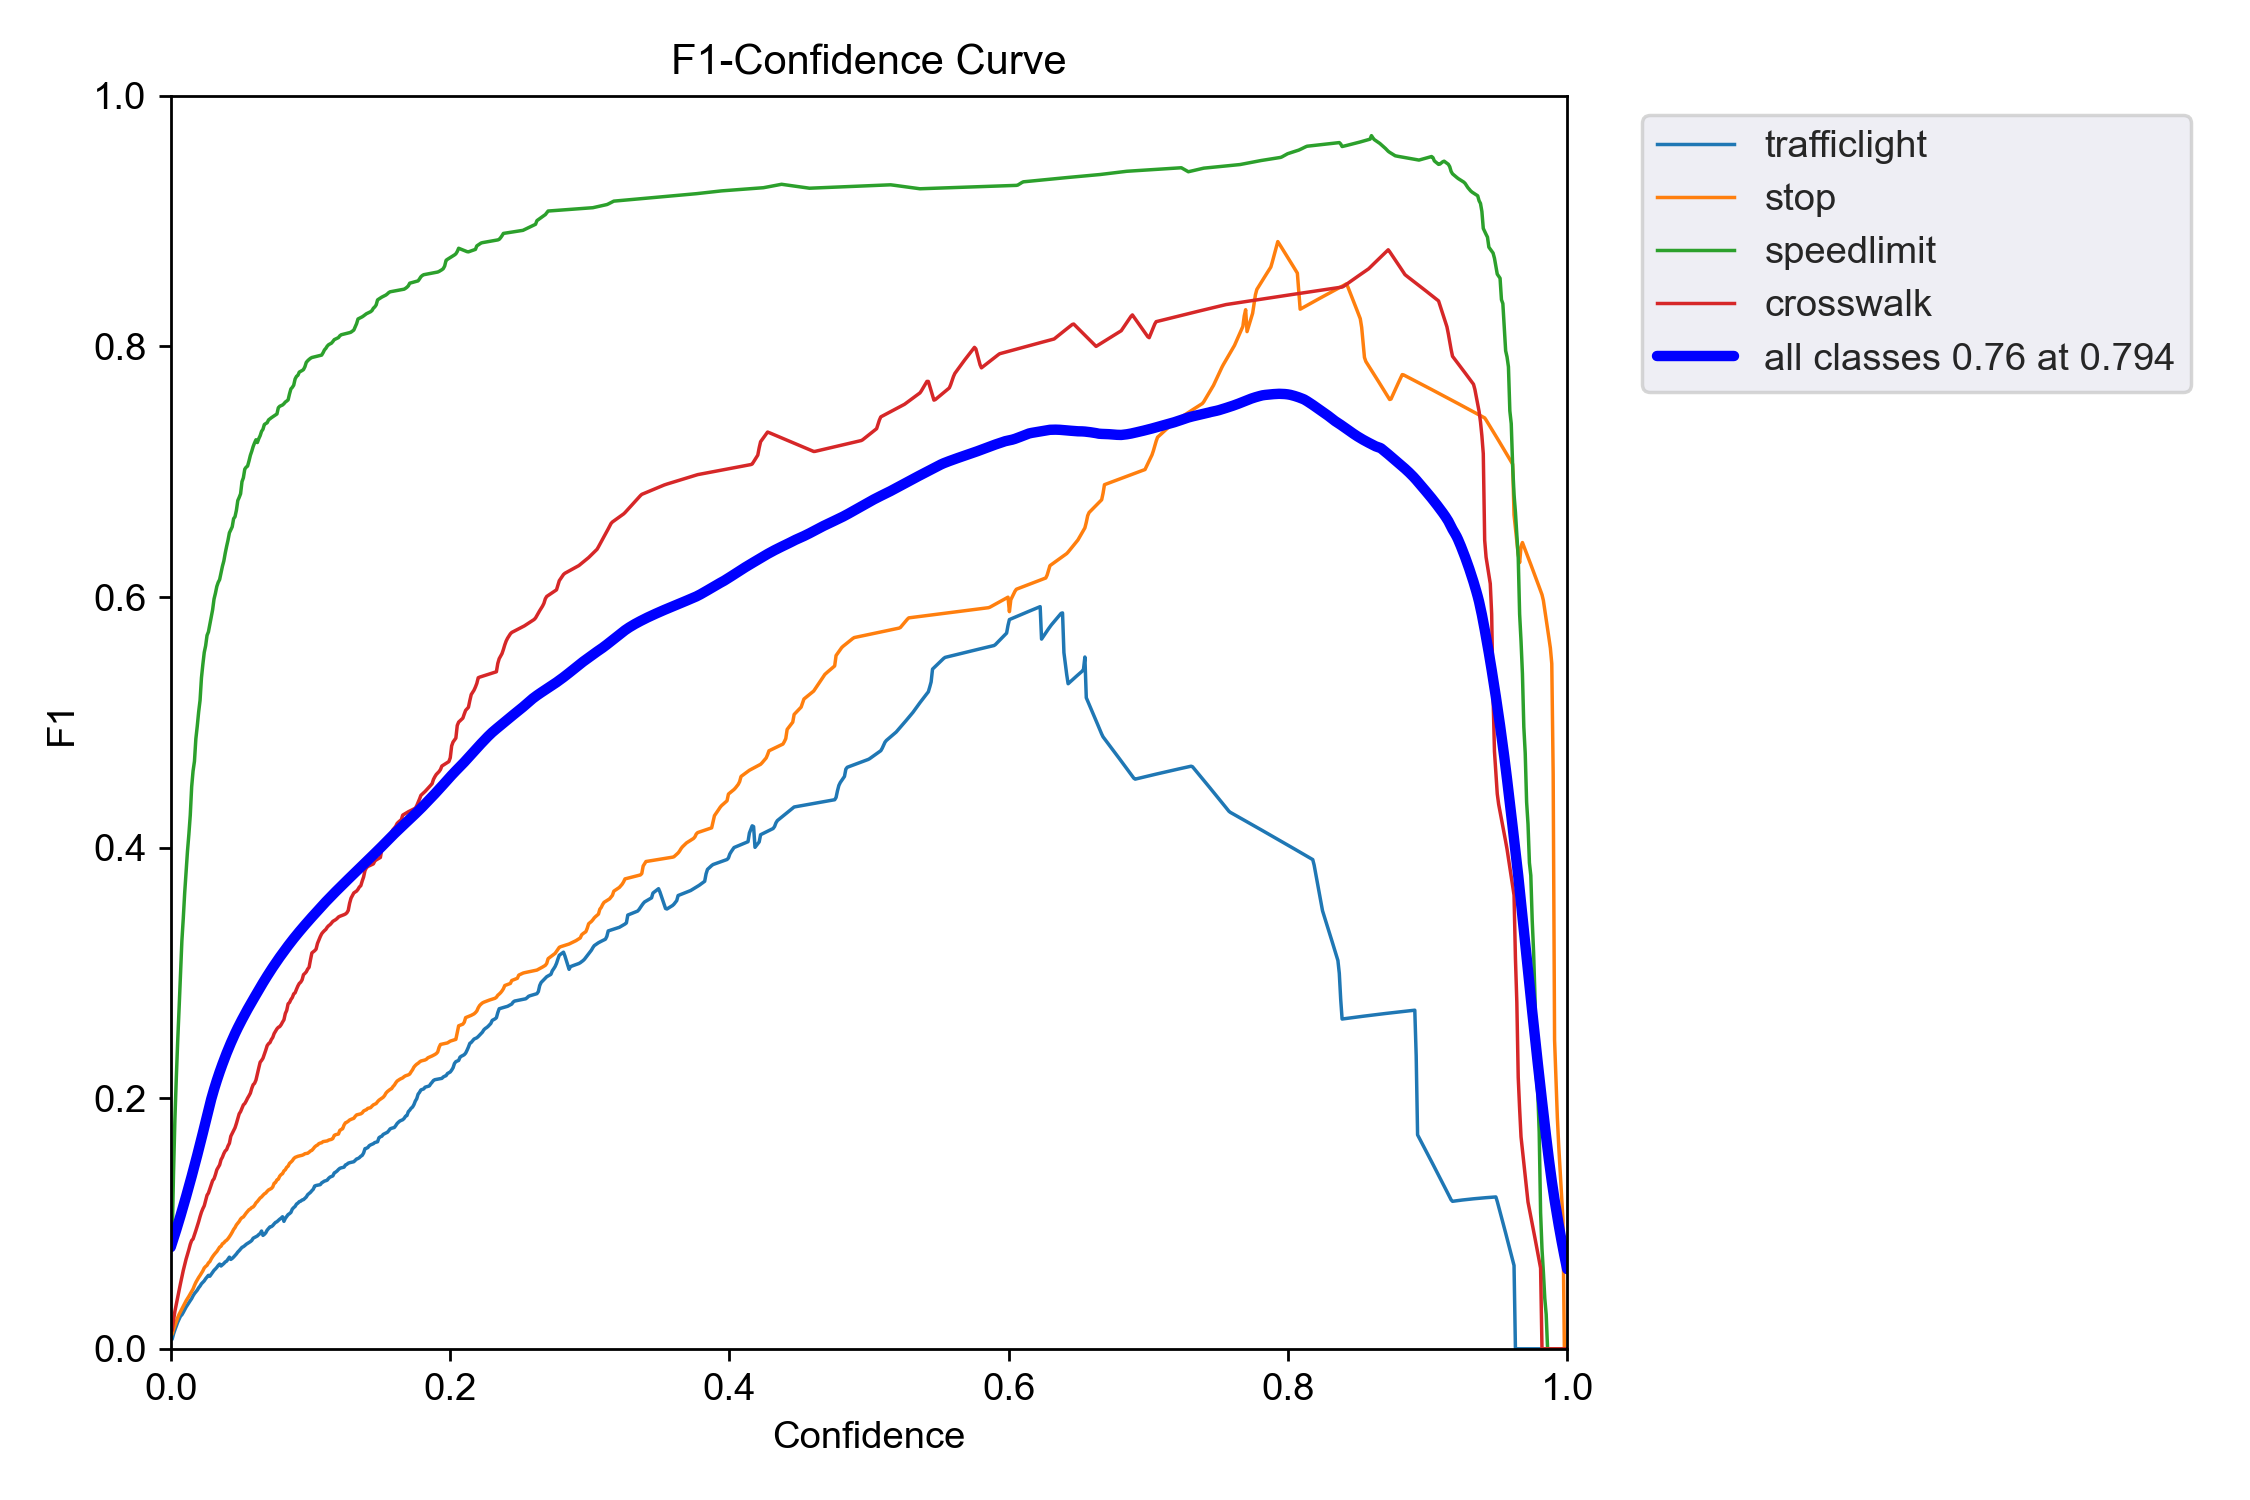 F1-Confidence Curve
1.0
0.8
0.6
0.4
0.2
0.0
F1
0.0 0.2 0.4 0.6 0.8 1.0
Confidence
trafficlight
stop
speedlimit
crosswalk
all classes 0.76 at 0.794